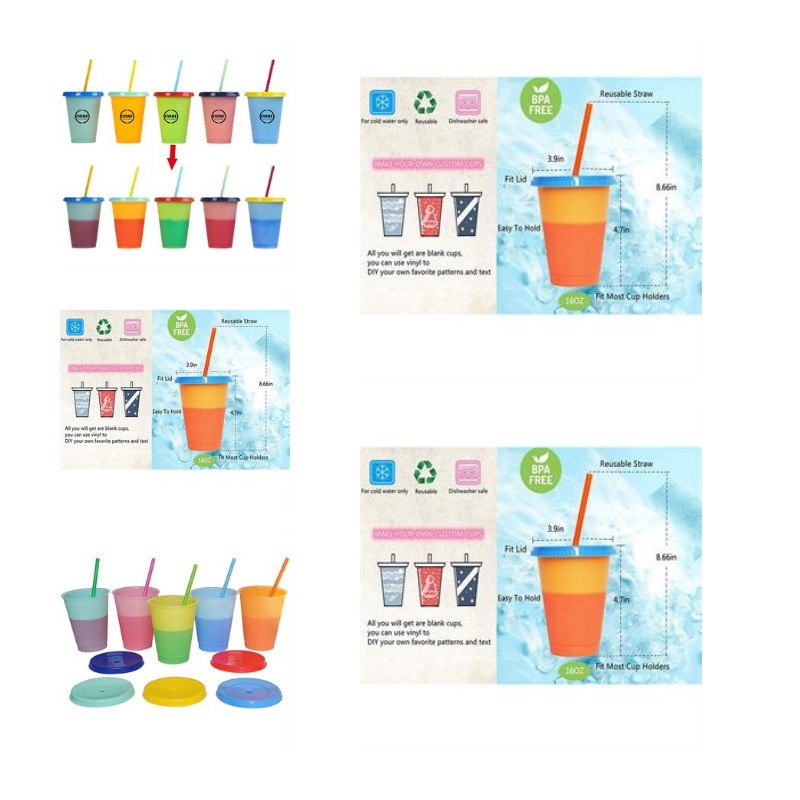 For cold water only
Reusable
Dishwasher safe
MAKE YOUR OWN CUSTOM CUPS
All you will get are blank cups,
you can use vinyl to
DIY your own favorite patterns and text
BPA
FREE
Reusable Straw
3.9in
Fit Lid
8.66in
Easy To Hold
4.7in
16OZ
Fit Most Cup Holders
For cold water only
Reusable
Dishwasher safe
MAKE YOUR OWN CUSTOM CUPS
All you will get are blank cups,
you can use vinyl to
DIY your own favorite patterns and text
BPA
FREE
Reusable Straw
3.9in
Fit Lid
8.66in
Easy To Hold
4.7in
16OZ
Fit Most Cup Holders
For cold water only
Reusable
Dishwasher safe
MAKE YOUR OWN CUSTOM CUPS
All you will get are blank cups,
you can use vinyl to
DIY your own favorite patterns and text
BPA
FREE
Reusable Straw
3.9in
Fit Lid
8.66in
Easy To Hold
4.7in
16OZ
Fit Most Cup Holders